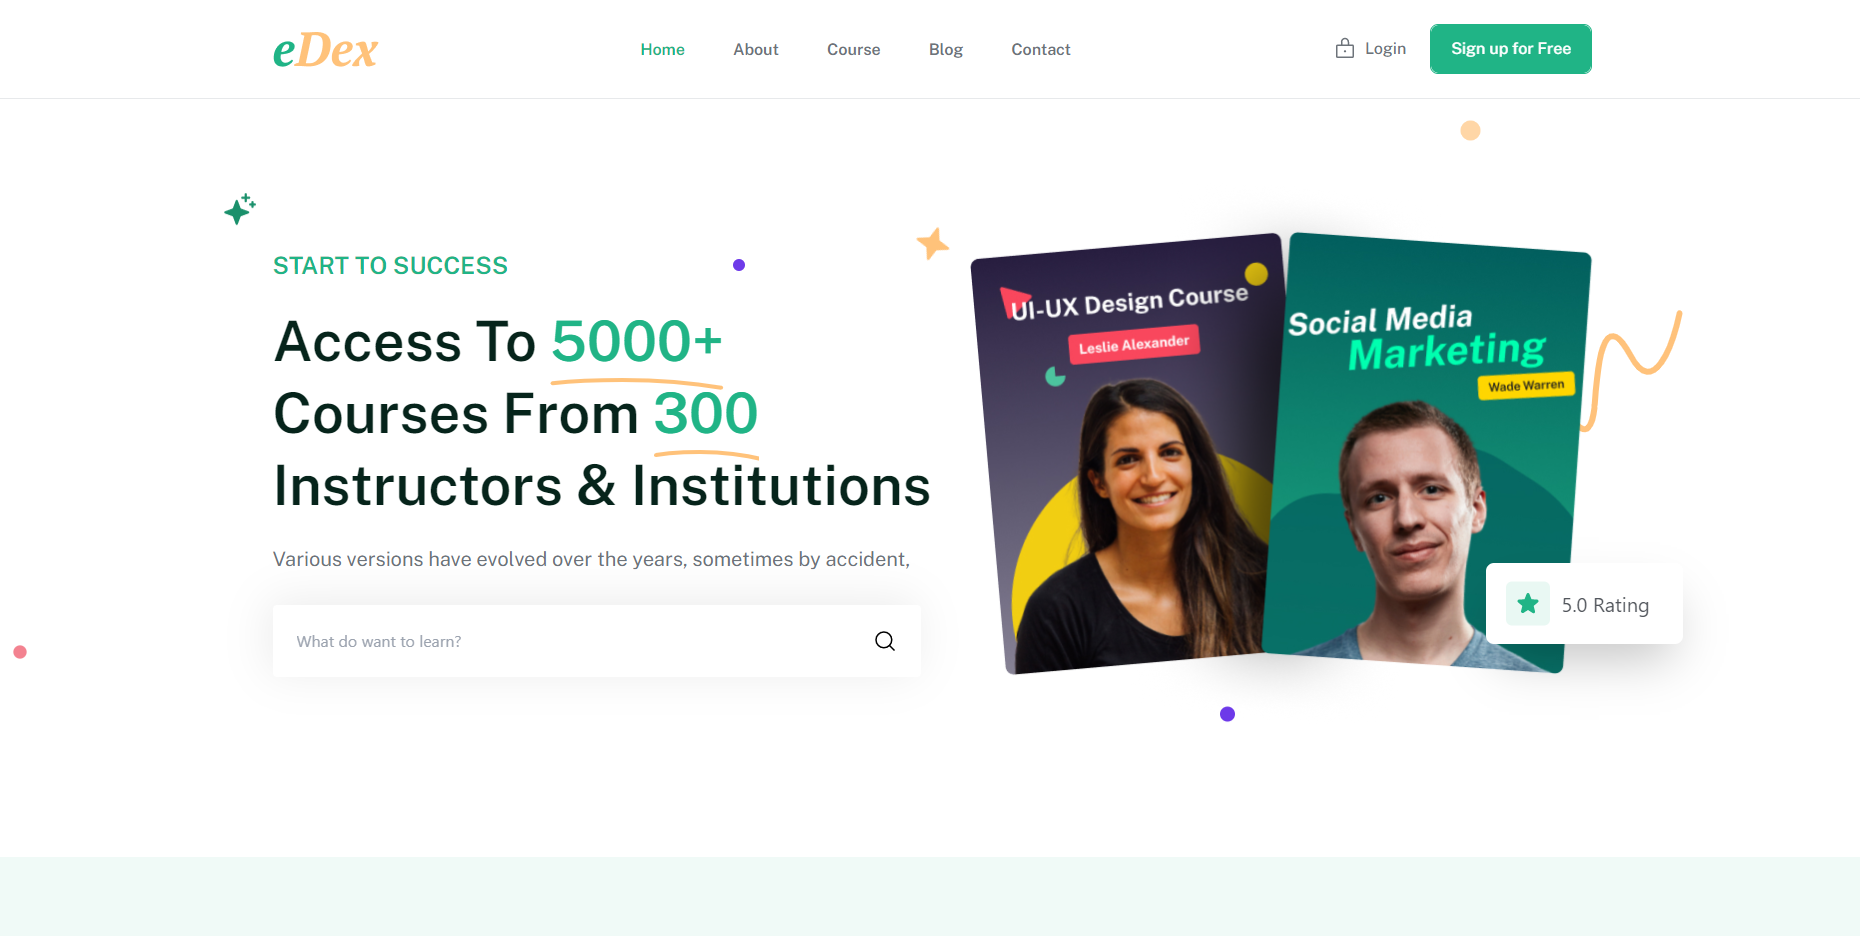 eDex
Home
About
Course
Blog
Contact
Login
Sign up for Free
START TO SUCCESS
Access To 5000+
Courses From 300
Instructors & Institutions
Various versions have evolved over the years, sometimes by accident,
What do want to learn?
UI-UX Design Course
Leslie Alexander
Social Media
Marketing
Wade Warren
5.0 Rating